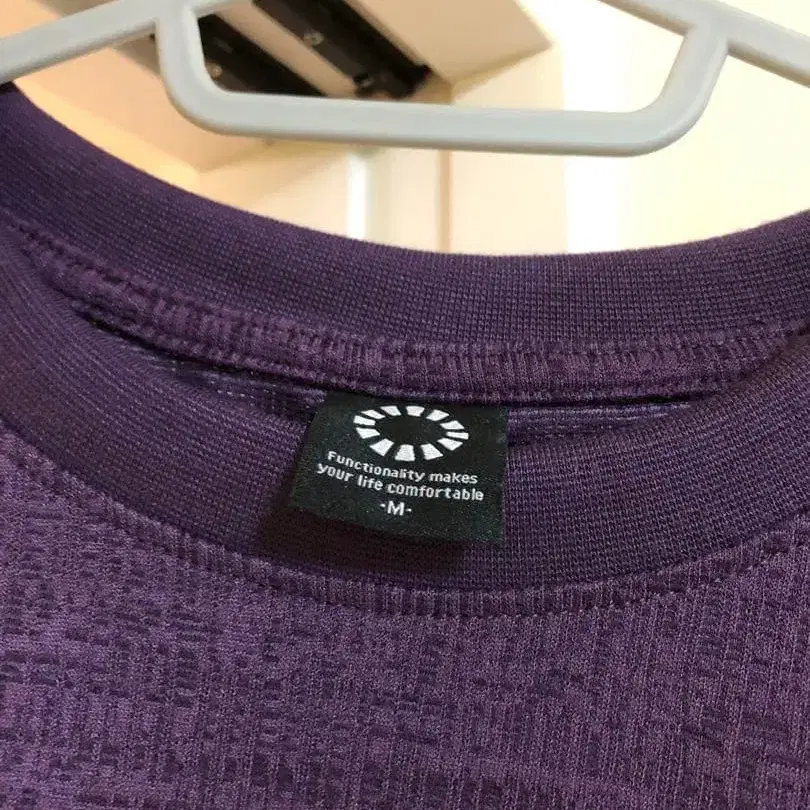 Functionality makes
your life comfortable
-M-